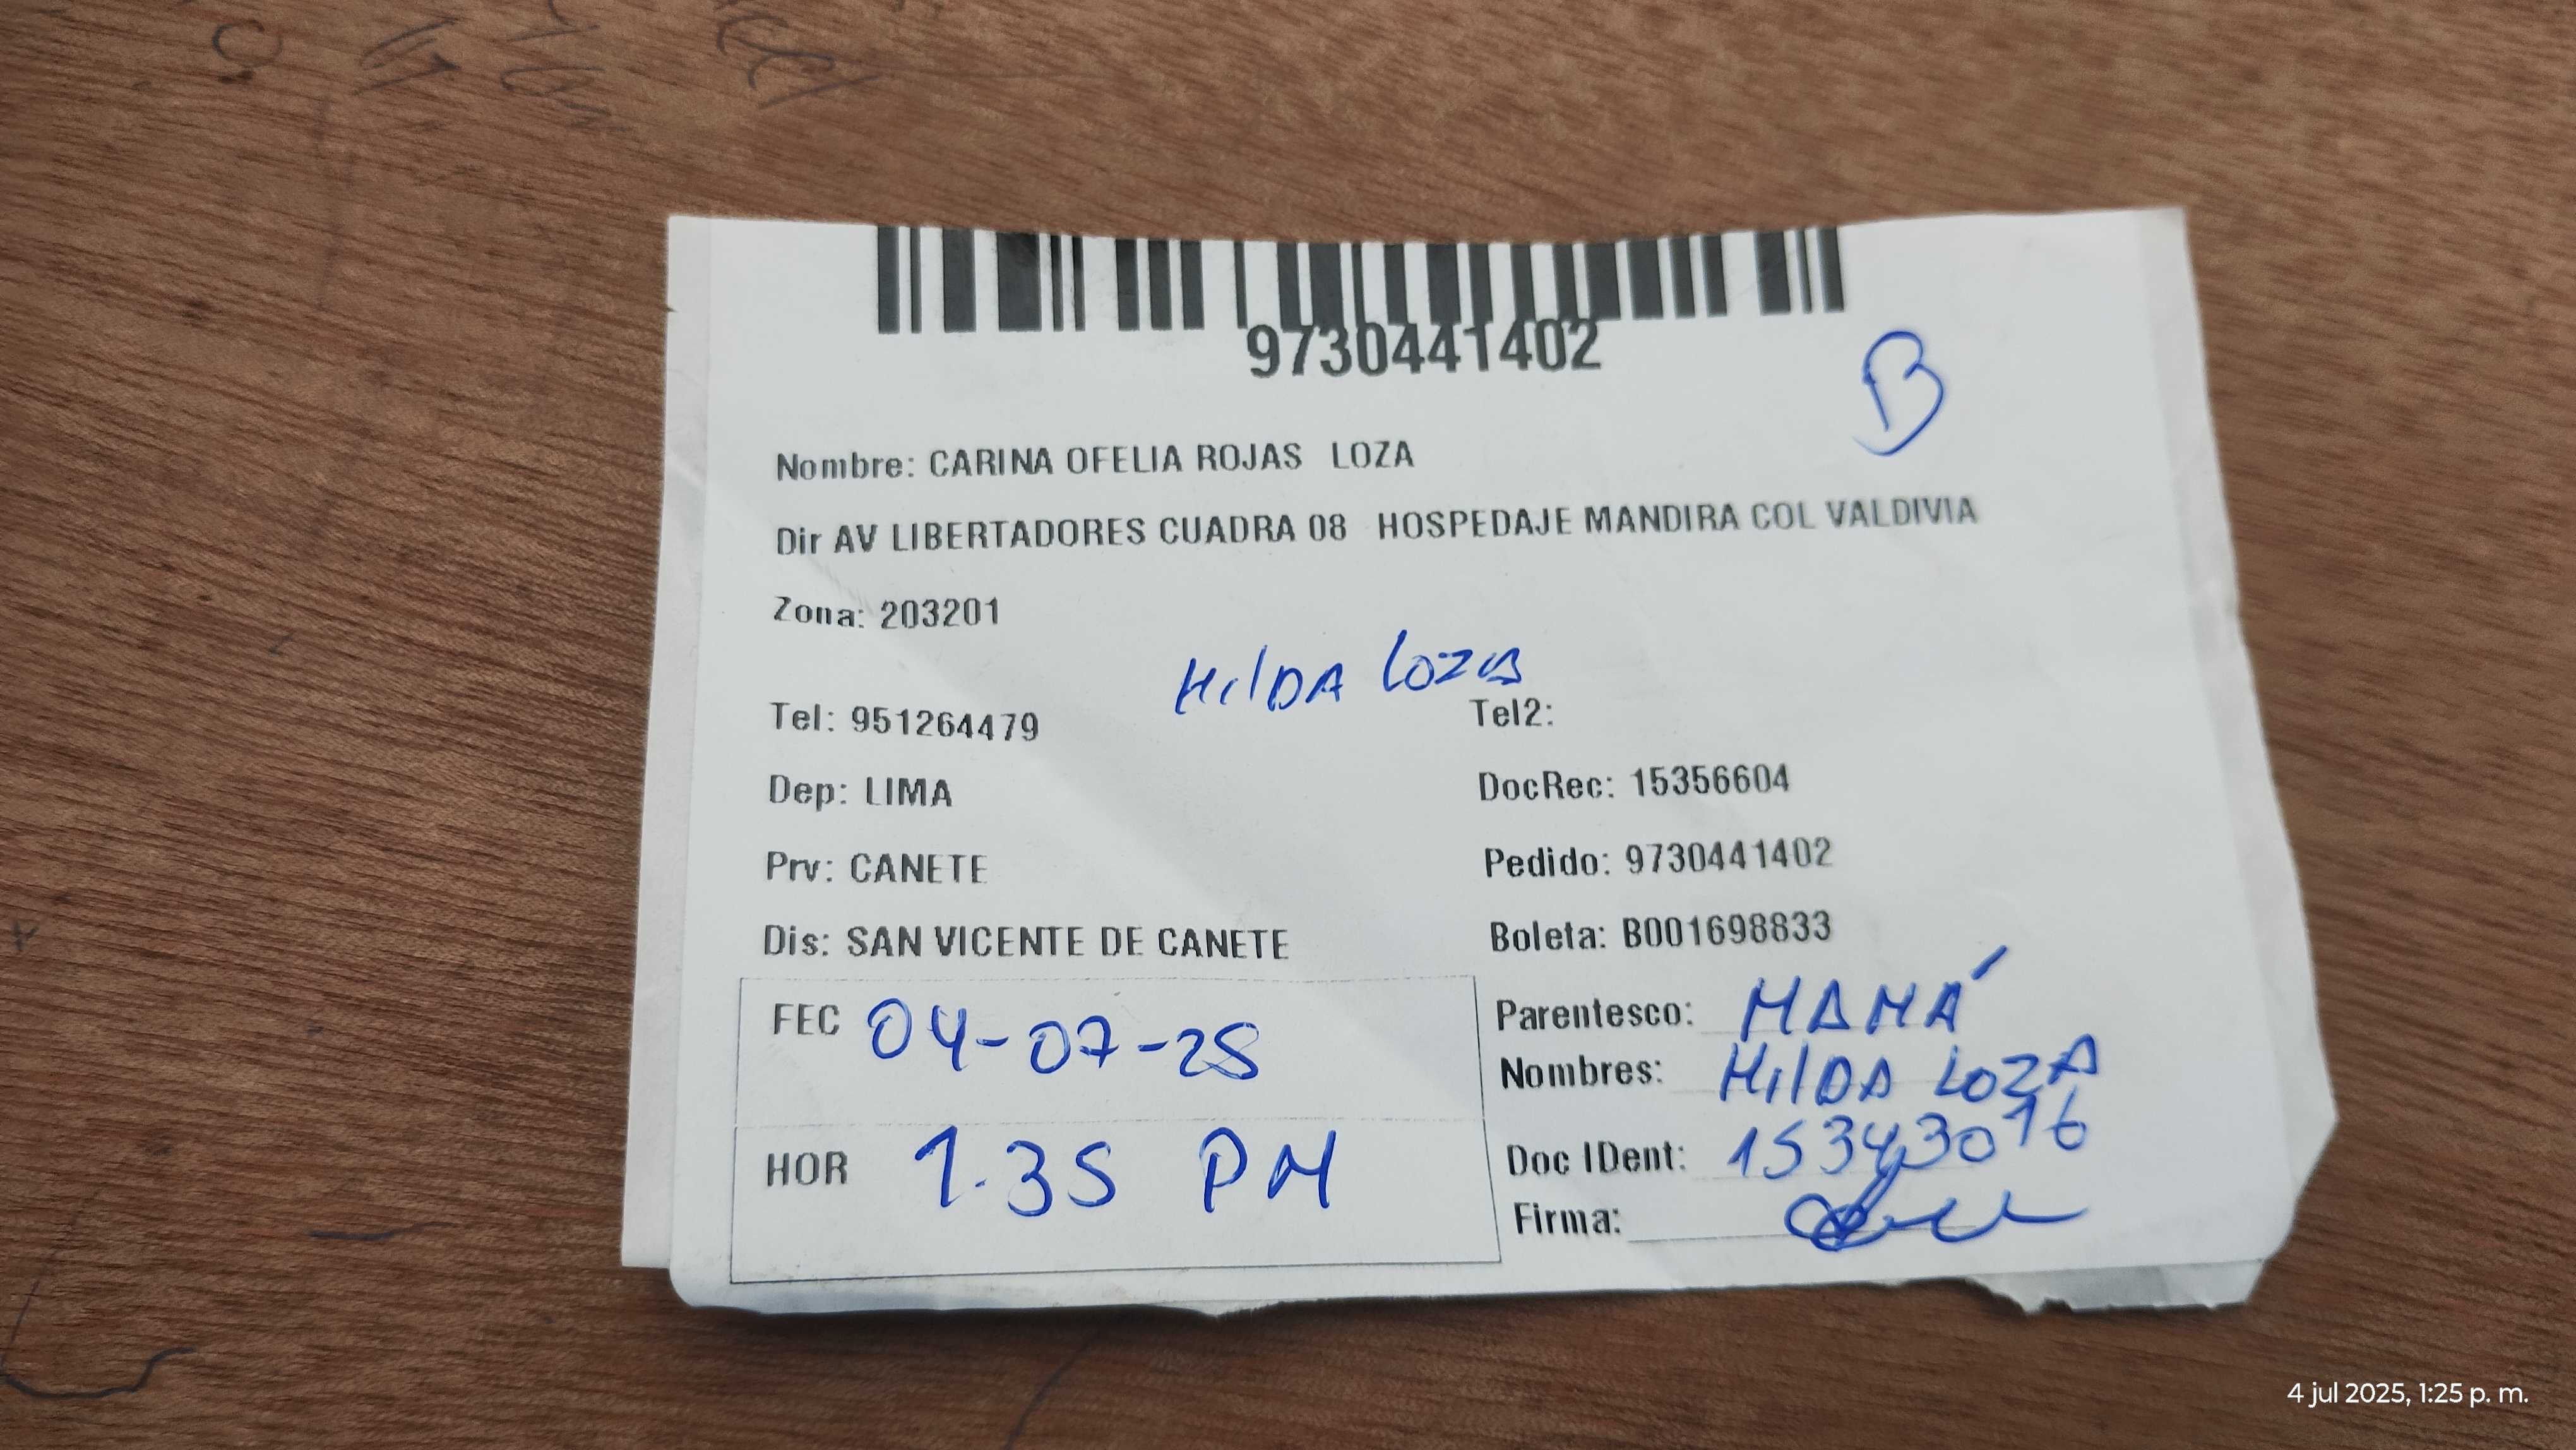 9730441402
B
Nombre: CARINA OFELIA ROJAS LOZA
Dir AV LIBERTADORES CUADRA 08 HOSPEDAJE MANDIRA COL VALDIVIA
Zona: 203201
HilDA LOZA
Tel: 951264479 Tel2:
Dep: LIMA DocRec: 15356604
Prv: CANETE Pedido: 9730441402
Dis: SAN VICENTE DE CANETE Boleta: B001698833
FEC 04-07-25 Parentesco: MAMÁ
Nombres: HilDA LOZA
HOR 1.35 PM Doc IDent: 15343076
Firma:
4 jul 2025, 1:25 p. m.